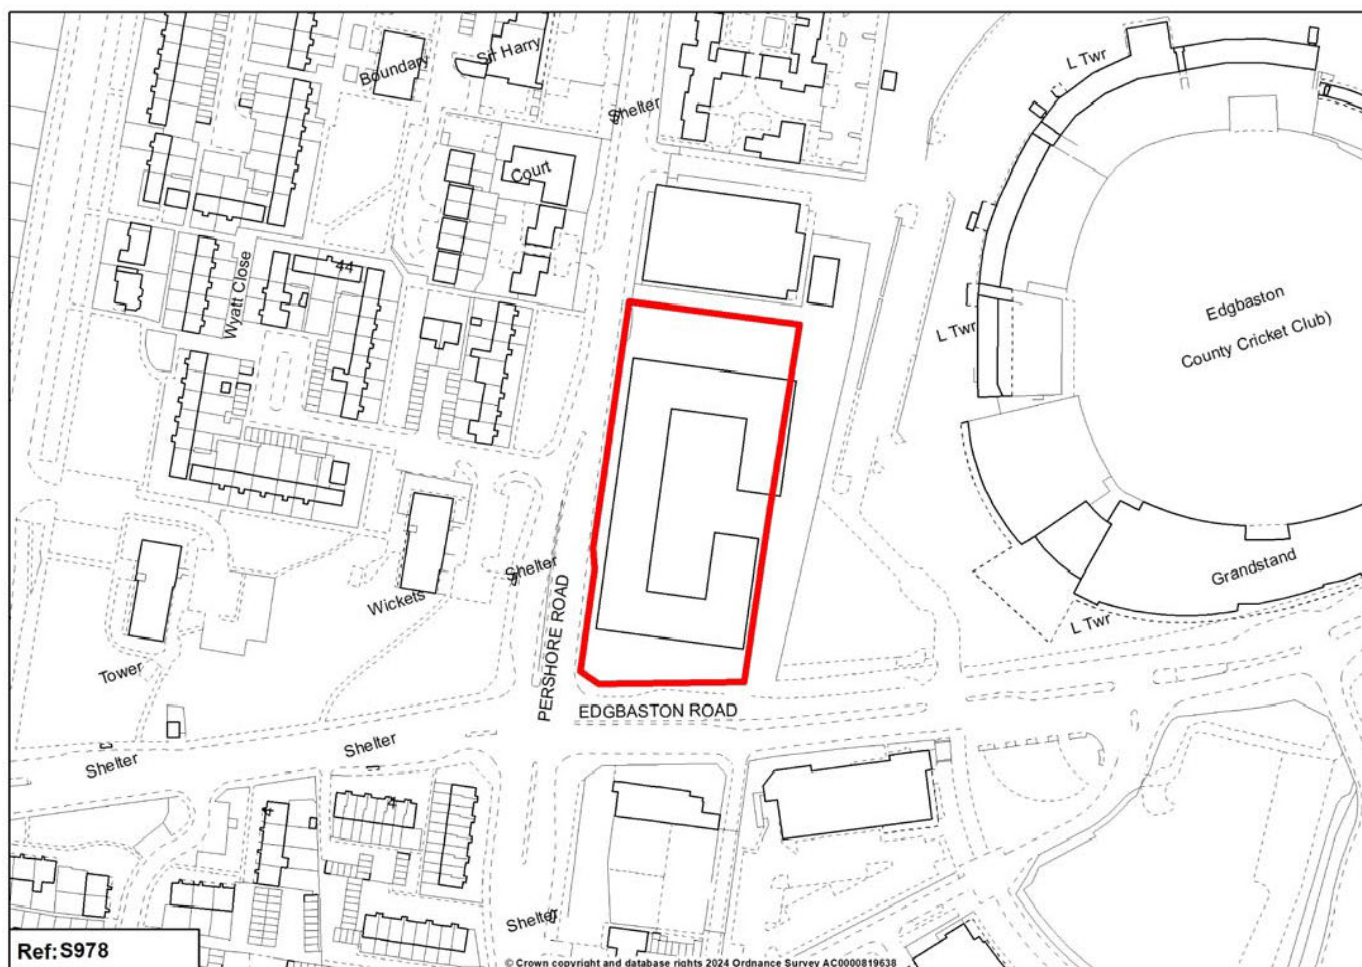 L Twr
Sir Harry
Boundary
Shelter
Court
44
Wyatt Close
Edgbaston
L Twr
County Cricket Club)
Shelter
Grandstand
Wickets
L Twr
PERSHORE ROAD
Tower
EDGBASTON ROAD
Shelter
Shelter
4
4
Shelter
Ref: S978
© Crown copyright and database rights 2024 Ordnance Survey AC0000819638